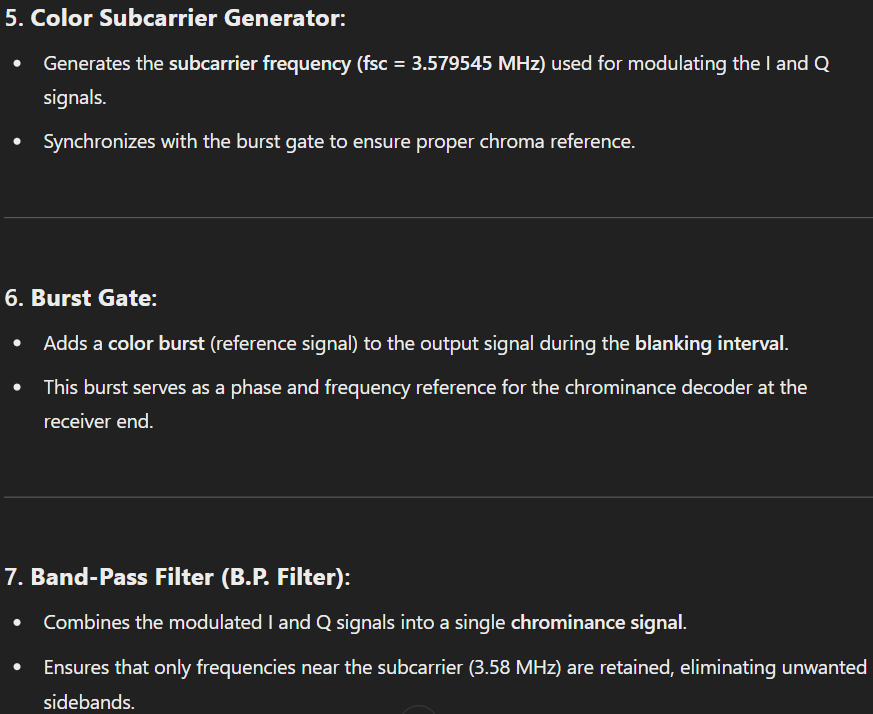 5. Color Subcarrier Generator:
• Generates the subcarrier frequency (fsc = 3.579545 MHz) used for modulating the I and Q
signals.
• Synchronizes with the burst gate to ensure proper chroma reference.
6. Burst Gate:
• Adds a color burst (reference signal) to the output signal during the blanking interval.
• This burst serves as a phase and frequency reference for the chrominance decoder at the
receiver end.
7. Band-Pass Filter (B.P. Filter):
• Combines the modulated I and Q signals into a single chrominance signal.
• Ensures that only frequencies near the subcarrier (3.58 MHz) are retained, eliminating unwanted
sidebands.